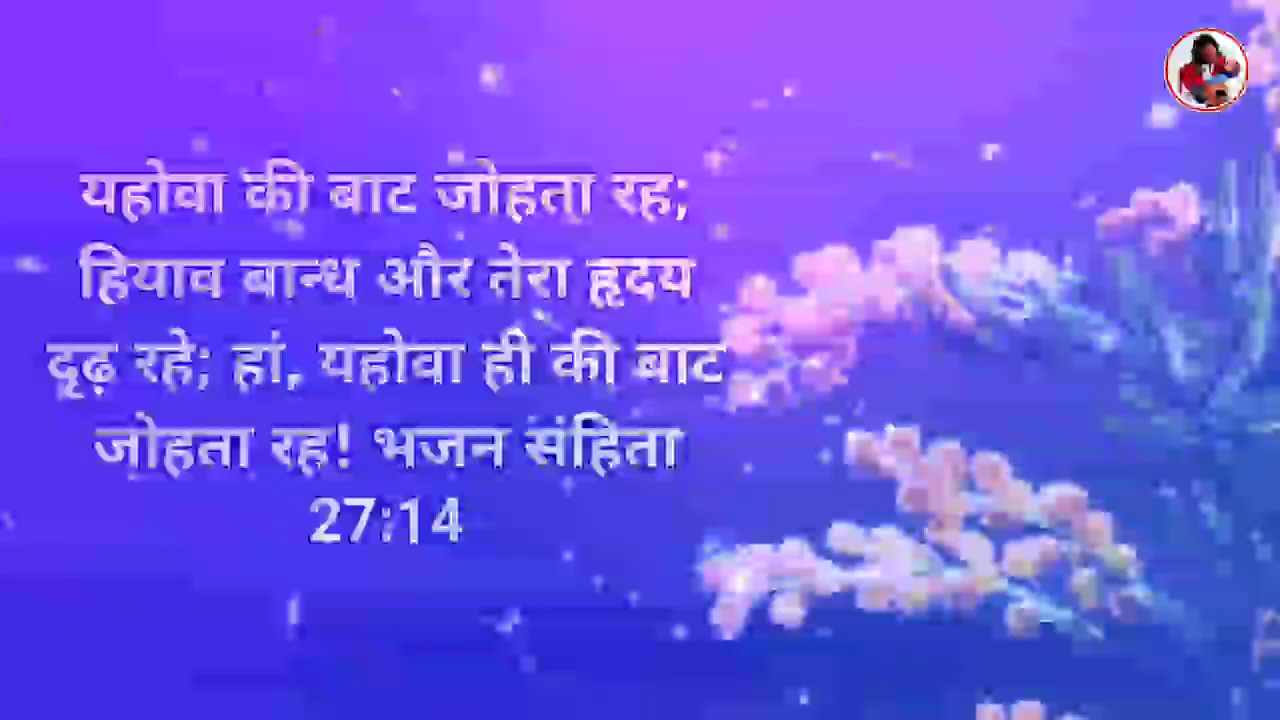 यहोवा की बाट जोहता रह;
हियाव बान्ध और तेरा हृदय
दृढ़ रहे; हां, यहोवा ही की बाट
जोहता रह! भजन संहिता
27:14